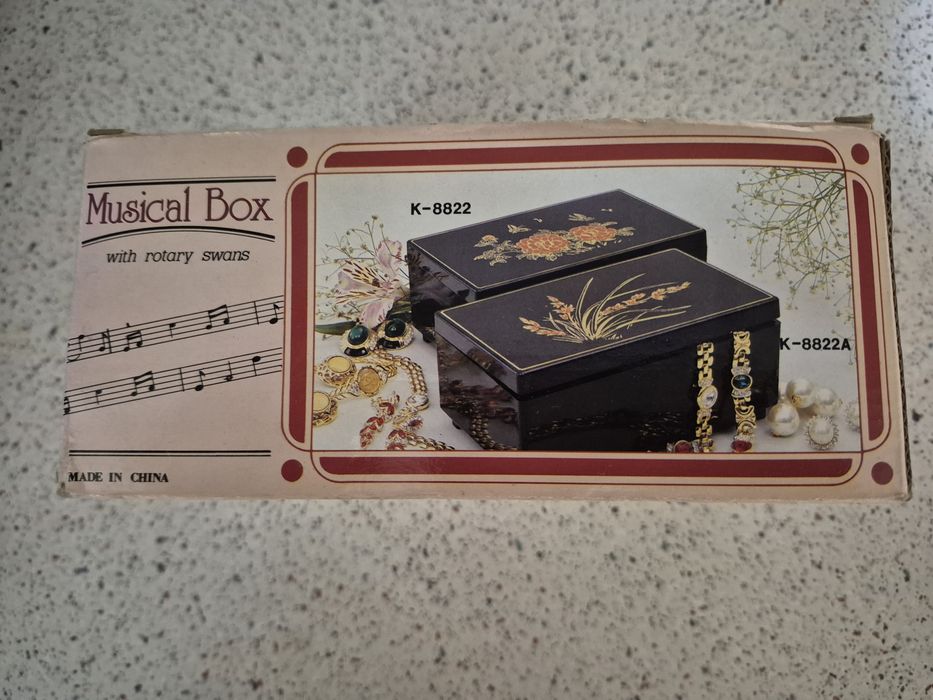 Musical Box
with rotary swans
MADE IN CHINA
K-8822
K-8822A